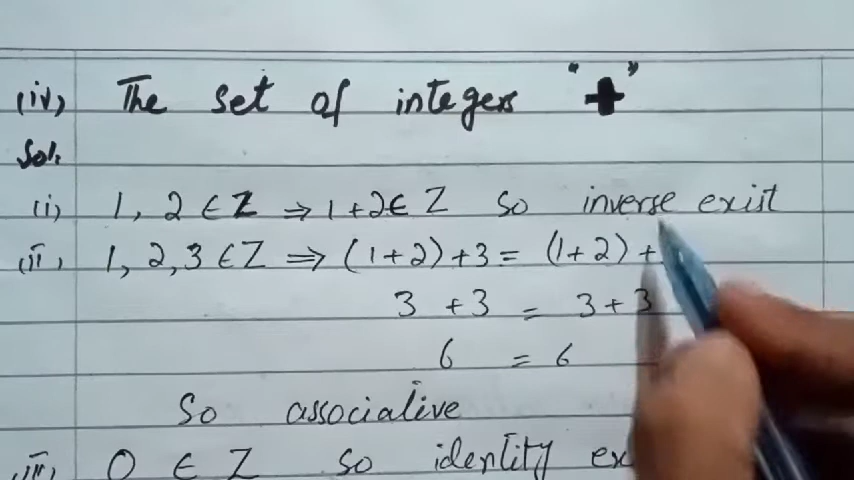 (iv) The set of integers "+"
Sol:
(i) 1, 2 ∈ Z ⇒ 1+2 ∈ Z so inverse exist
(ii) 1, 2, 3 ∈ Z ⇒ (1+2)+3 = (1+2)+
3 + 3 = 3 + 3
6 = 6
So associative
(iii) 0 ∈ Z so identity ex